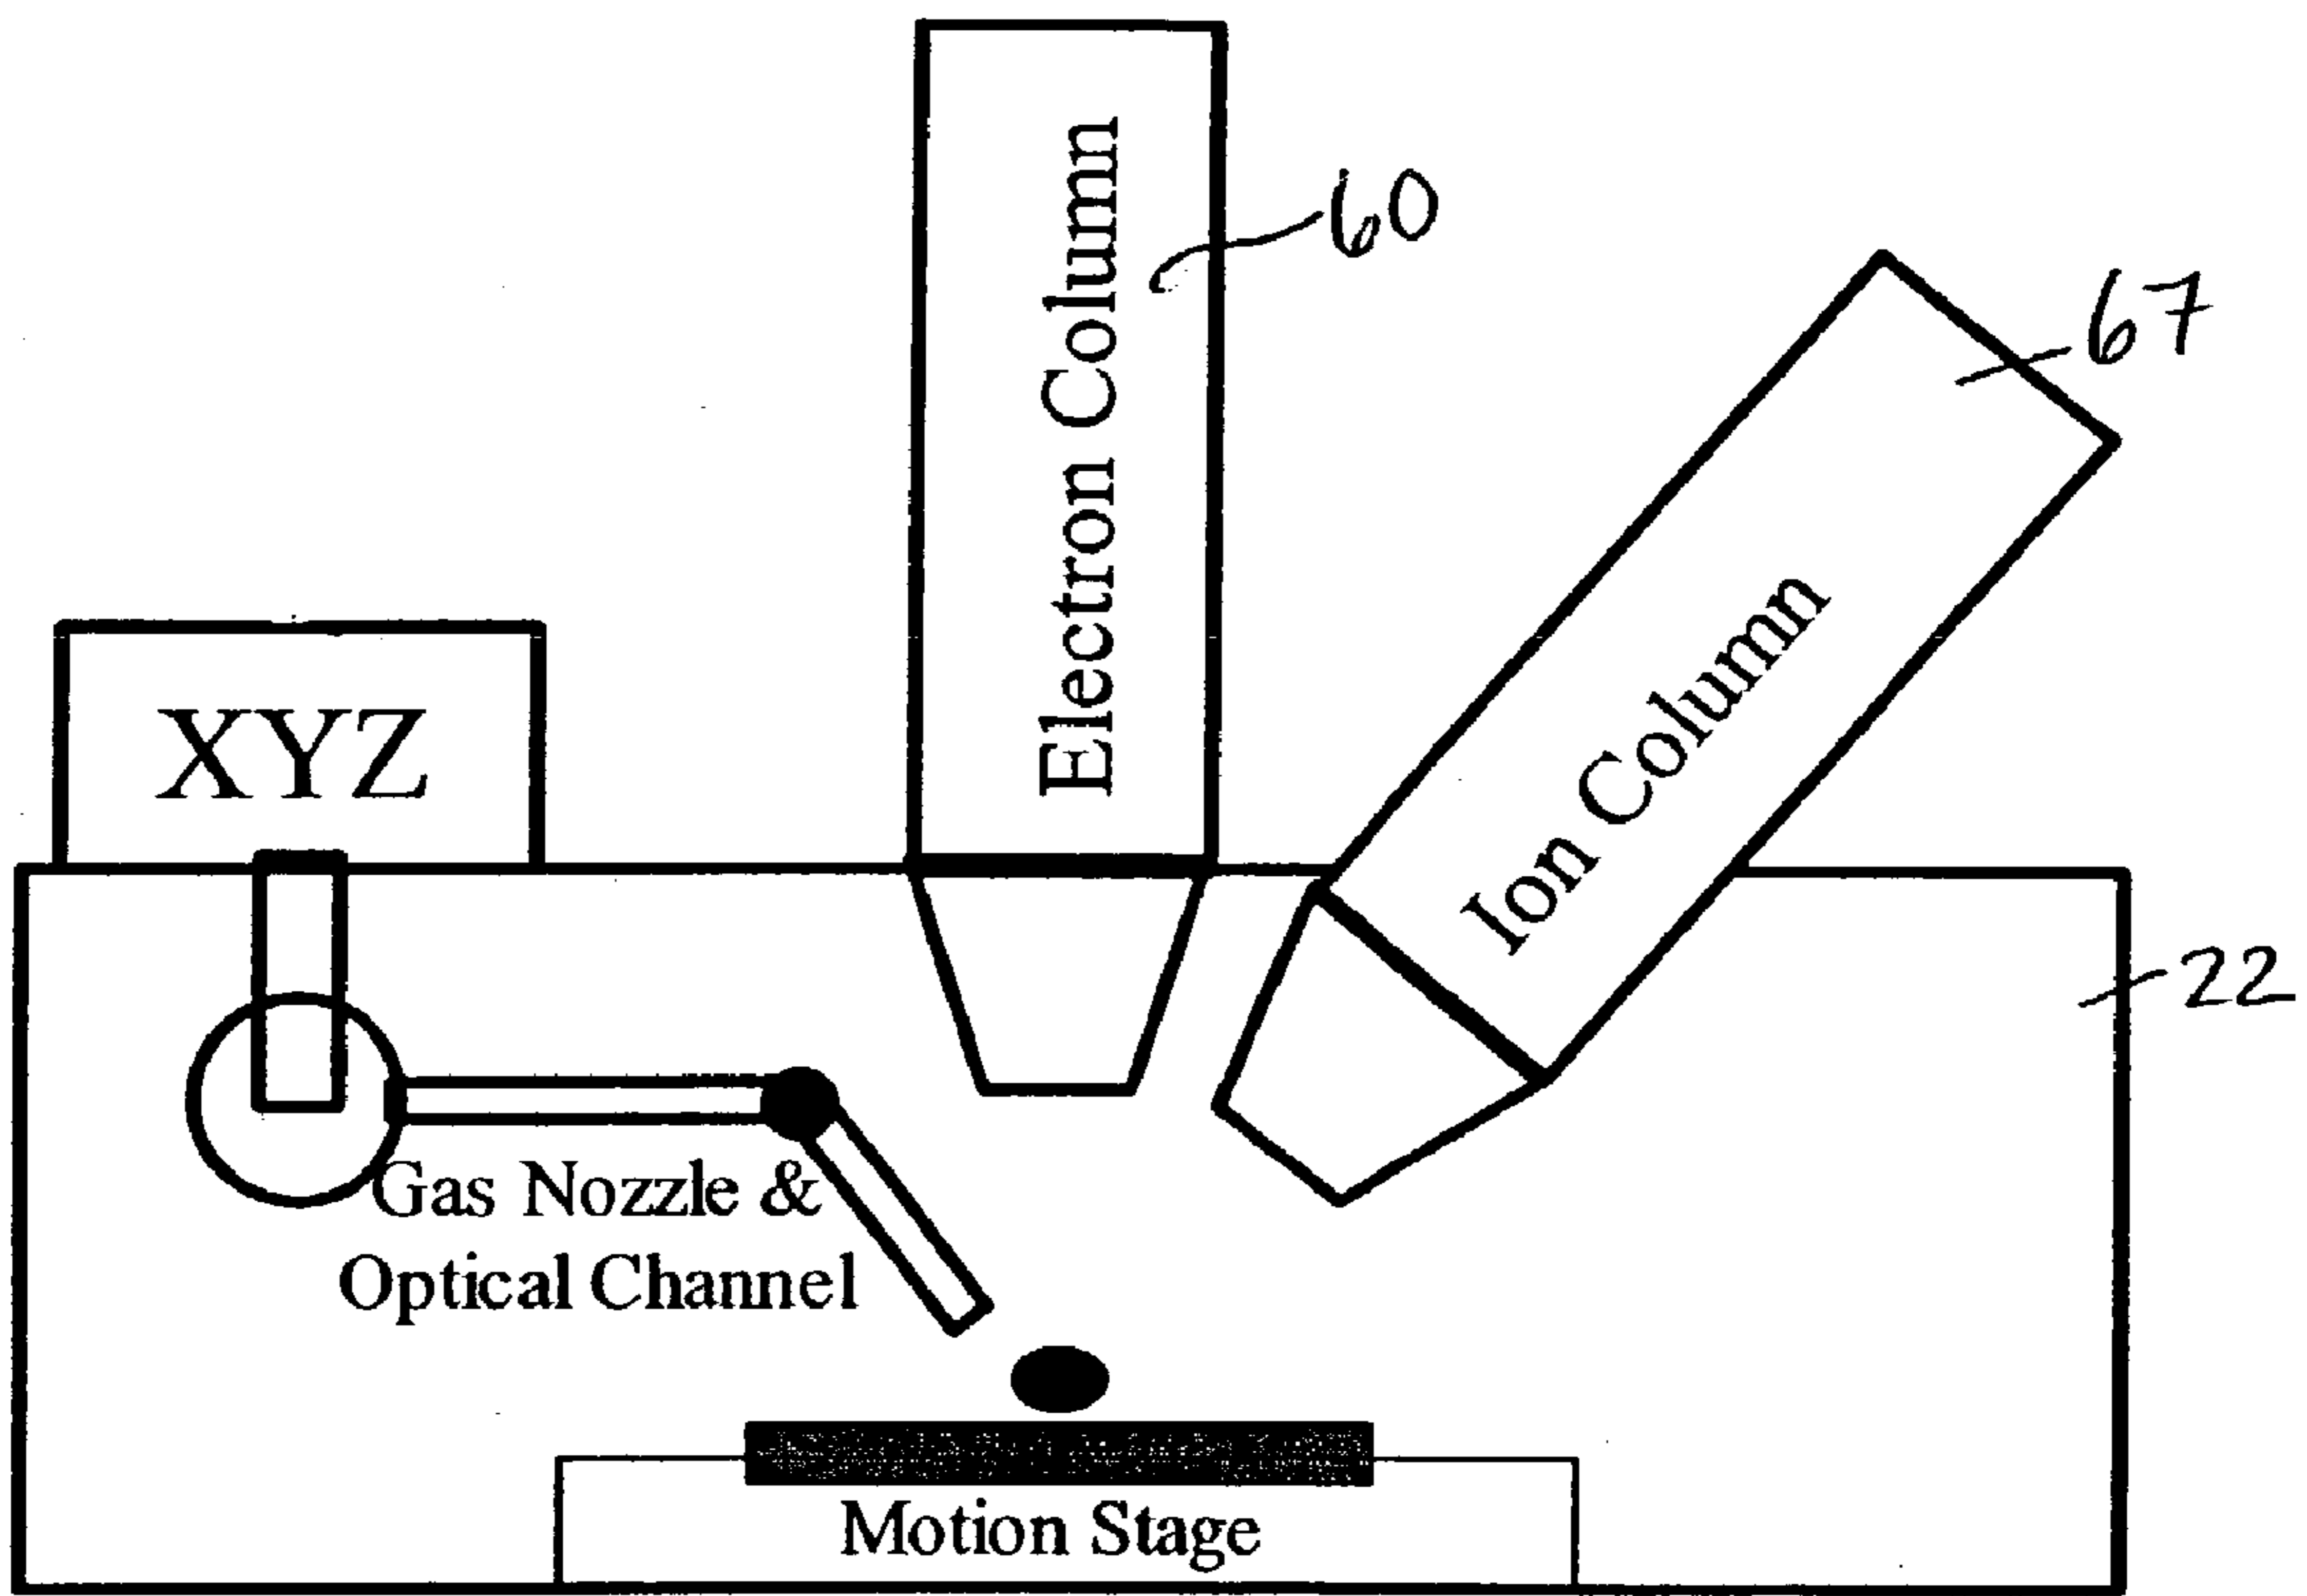 Electron Column
60
67
XYZ
Ion Column
22
Gas Nozzle &
Optical Channel
Motion Stage